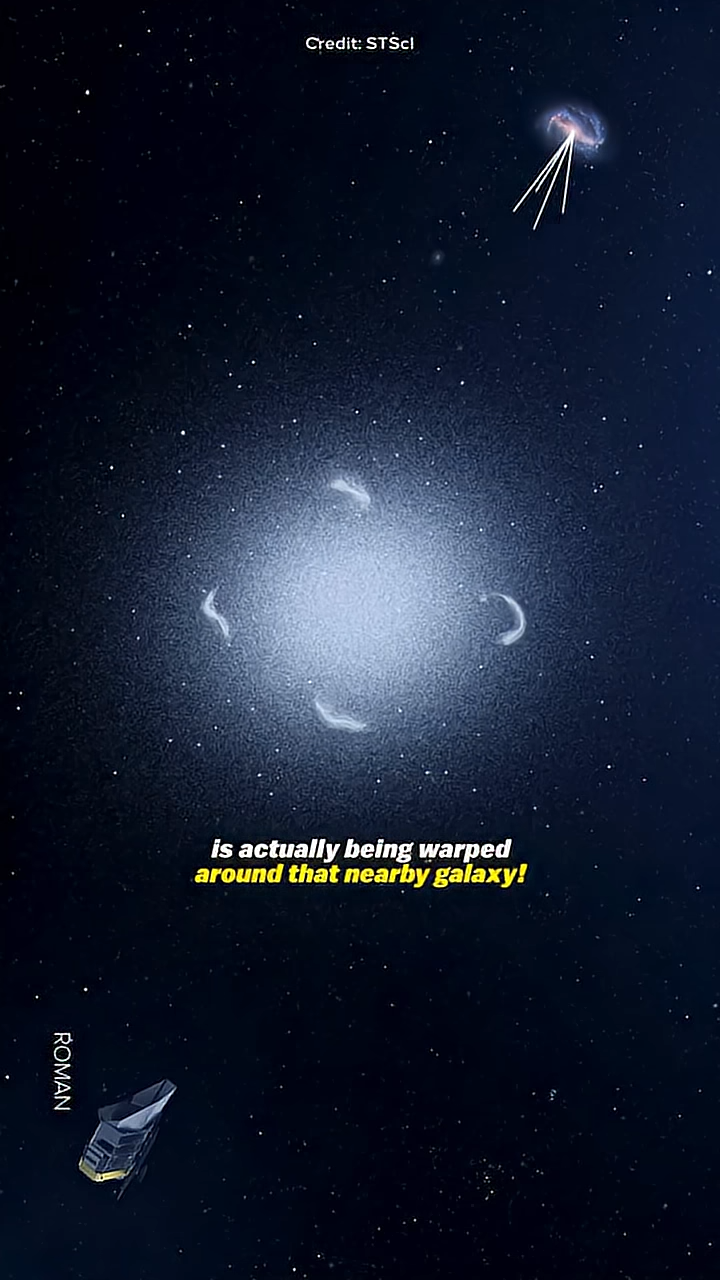 Credit: STScI
is actually being warped
around that nearby galaxy!
ROMAN